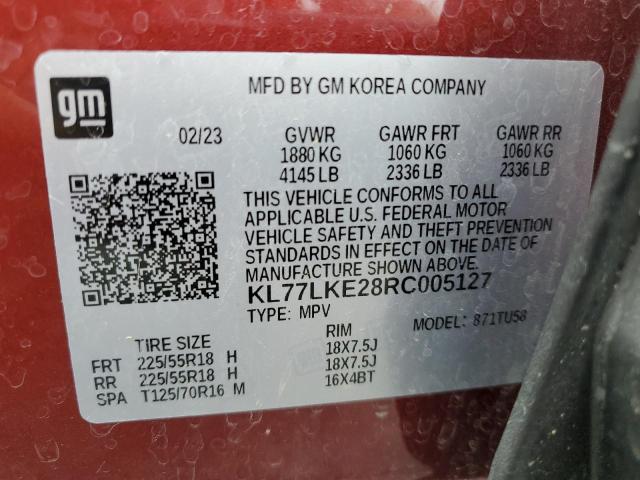 gm
MFD BY GM KOREA COMPANY
02/23 GVWR GAWR FRT GAWR RR
1880 KG 1060 KG 1060 KG
4145 LB 2336 LB 2336 LB
THIS VEHICLE CONFORMS TO ALL
APPLICABLE U.S. FEDERAL MOTOR
VEHICLE SAFETY AND THEFT PREVENTION
STANDARDS IN EFFECT ON THE DATE OF
MANUFACTURE SHOWN ABOVE.
KL77LKE28RC005127
TYPE: MPV MODEL: 871TU58
TIRE SIZE RIM
FRT 225/55R18 H 18X7.5J
RR 225/55R18 H 18X7.5J
SPA T125/70R16 M 16X4BT